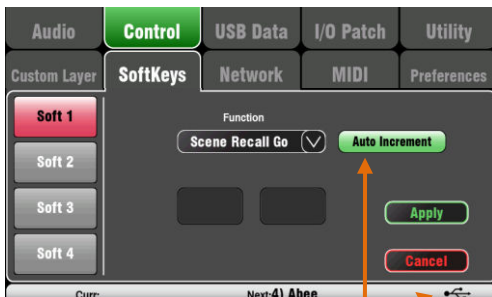 Audio Control USB Data I/O Patch Utility
Custom Layer SoftKeys Network MIDI Preferences
Soft 1
Function
Scene Recall Go Auto Increment
Soft 2
Soft 3 Apply
Soft 4 Cancel
Curr: Next:4) Abee